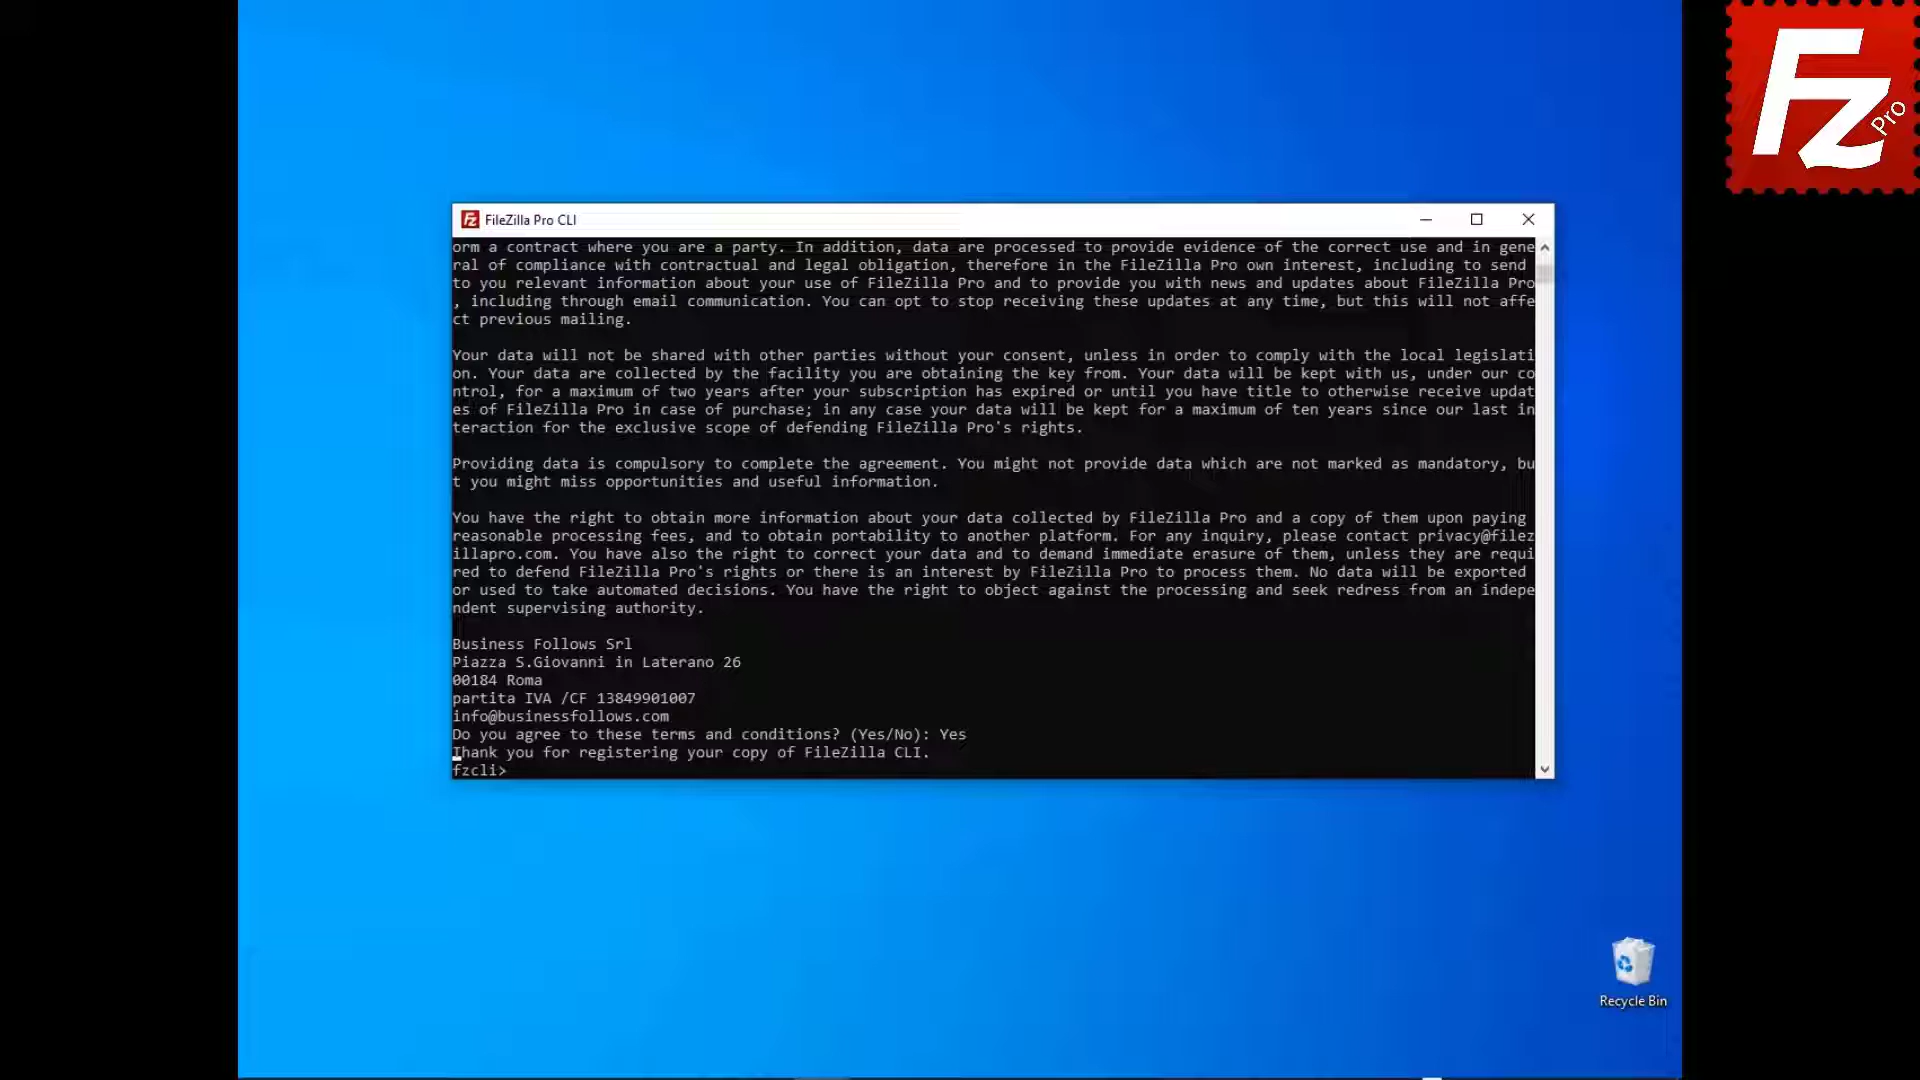 Fz Pro
FileZilla Pro CLI
orm a contract where you are a party. In addition, data are processed to provide evidence of the correct use and in gene
ral of compliance with contractual and legal obligation, therefore in the FileZilla Pro own interest, including to send
to you relevant information about your use of FileZilla Pro and to provide you with news and updates about FileZilla Pro
, including through email communication. You can opt to stop receiving these updates at any time, but this will not affe
ct previous mailing.
Your data will not be shared with other parties without your consent, unless in order to comply with the local legislati
on. Your data are collected by the facility you are obtaining the key from. Your data will be kept with us, under our co
ntrol, for a maximum of two years after your subscription has expired or until you have title to otherwise receive updat
es of FileZilla Pro in case of purchase; in any case your data will be kept for a maximum of ten years since our last in
teraction for the exclusive scope of defending FileZilla Pro's rights.
Providing data is compulsory to complete the agreement. You might not provide data which are not marked as mandatory, bu
t you might miss opportunities and useful information.
You have the right to obtain more information about your data collected by FileZilla Pro and a copy of them upon paying
reasonable processing fees, and to obtain portability to another platform. For any inquiry, please contact privacy@filez
illapro.com. You have also the right to correct your data and to demand immediate erasure of them, unless they are requi
red to defend FileZilla Pro's rights or there is an interest by FileZilla Pro to process them. No data will be exported
or used to take automated decisions. You have the right to object against the processing and seek redress from an indepe
ndent supervising authority.
Business Follows Srl
Piazza S.Giovanni in Laterano 26
00184 Roma
partita IVA /CF 13849901007
info@businessfollows.com
Do you agree to these terms and conditions? (Yes/No): Yes
Thank you for registering your copy of FileZilla CLI.
fzcli>
Recycle Bin